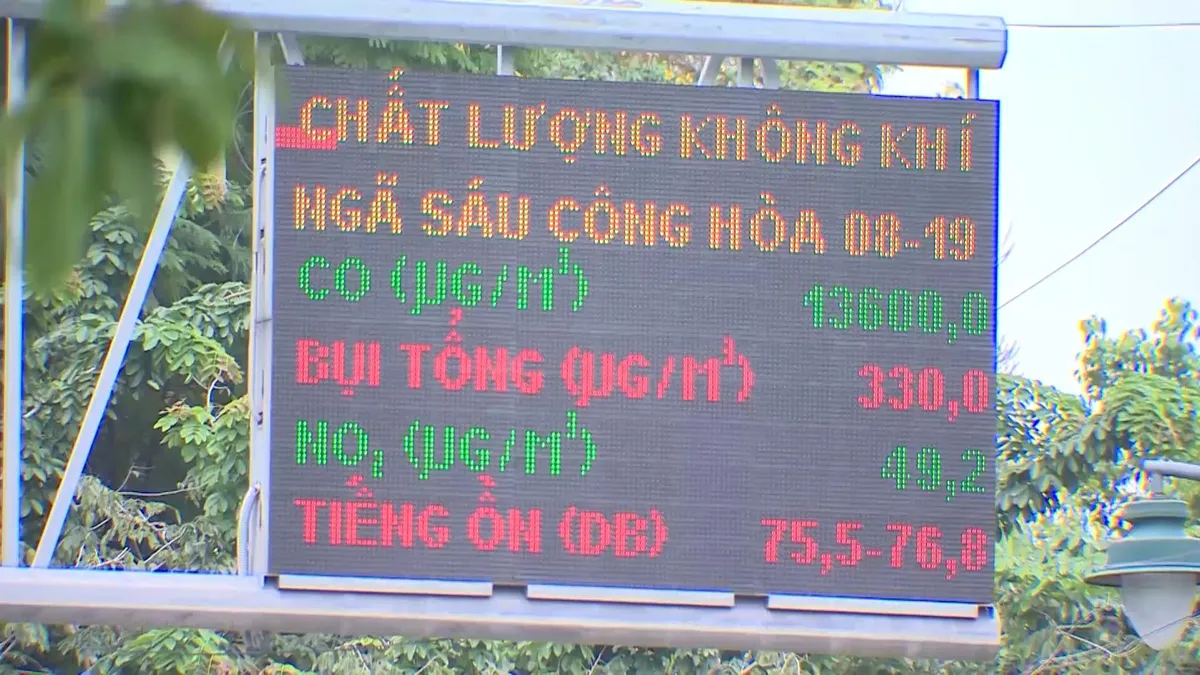 CHẤT LƯỢNG KHÔNG KHÍ
NGÃ SÁU CỘNG HÒA 08-19
CO (µG/M³) 13600,0
BỤI TỔNG (µG/M³) 330,0
NO₂ (µG/M³) 49,2
TIẾNG ỒN (DB) 75,5-76,8